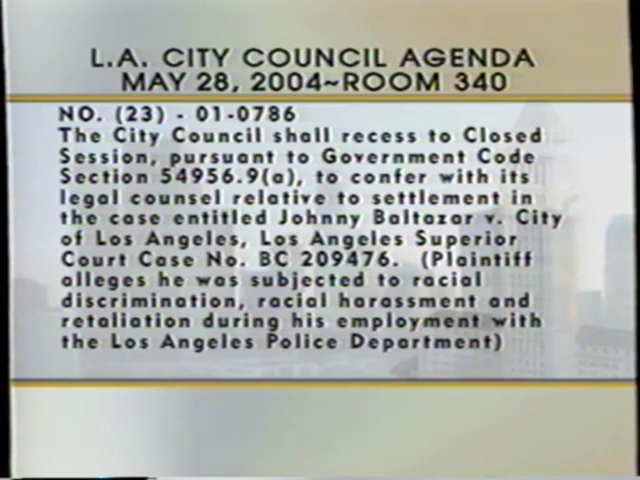 L.A. CITY COUNCIL AGENDA
MAY 28, 2004~ROOM 340
NO. (23) - 01-0786
The City Council shall recess to Closed
Session, pursuant to Government Code
Section 54956.9(a), to confer with its
legal counsel relative to settlement in
the case entitled Johnny Baltazar v. City
of Los Angeles, Los Angeles Superior
Court Case No. BC 209476. (Plaintiff
alleges he was subjected to racial
discrimination, racial harassment and
retaliation during his employment with
the Los Angeles Police Department)